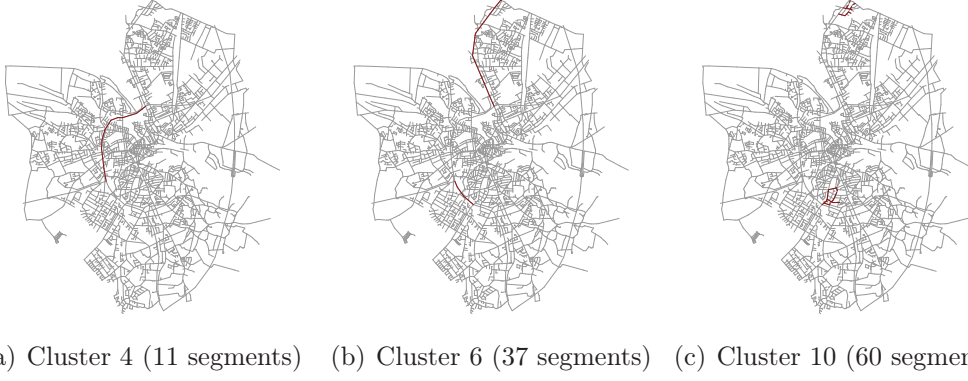 ) Cluster 4 (11 segments)
(b) Cluster 6 (37 segments)
(c) Cluster 10 (60 segmen